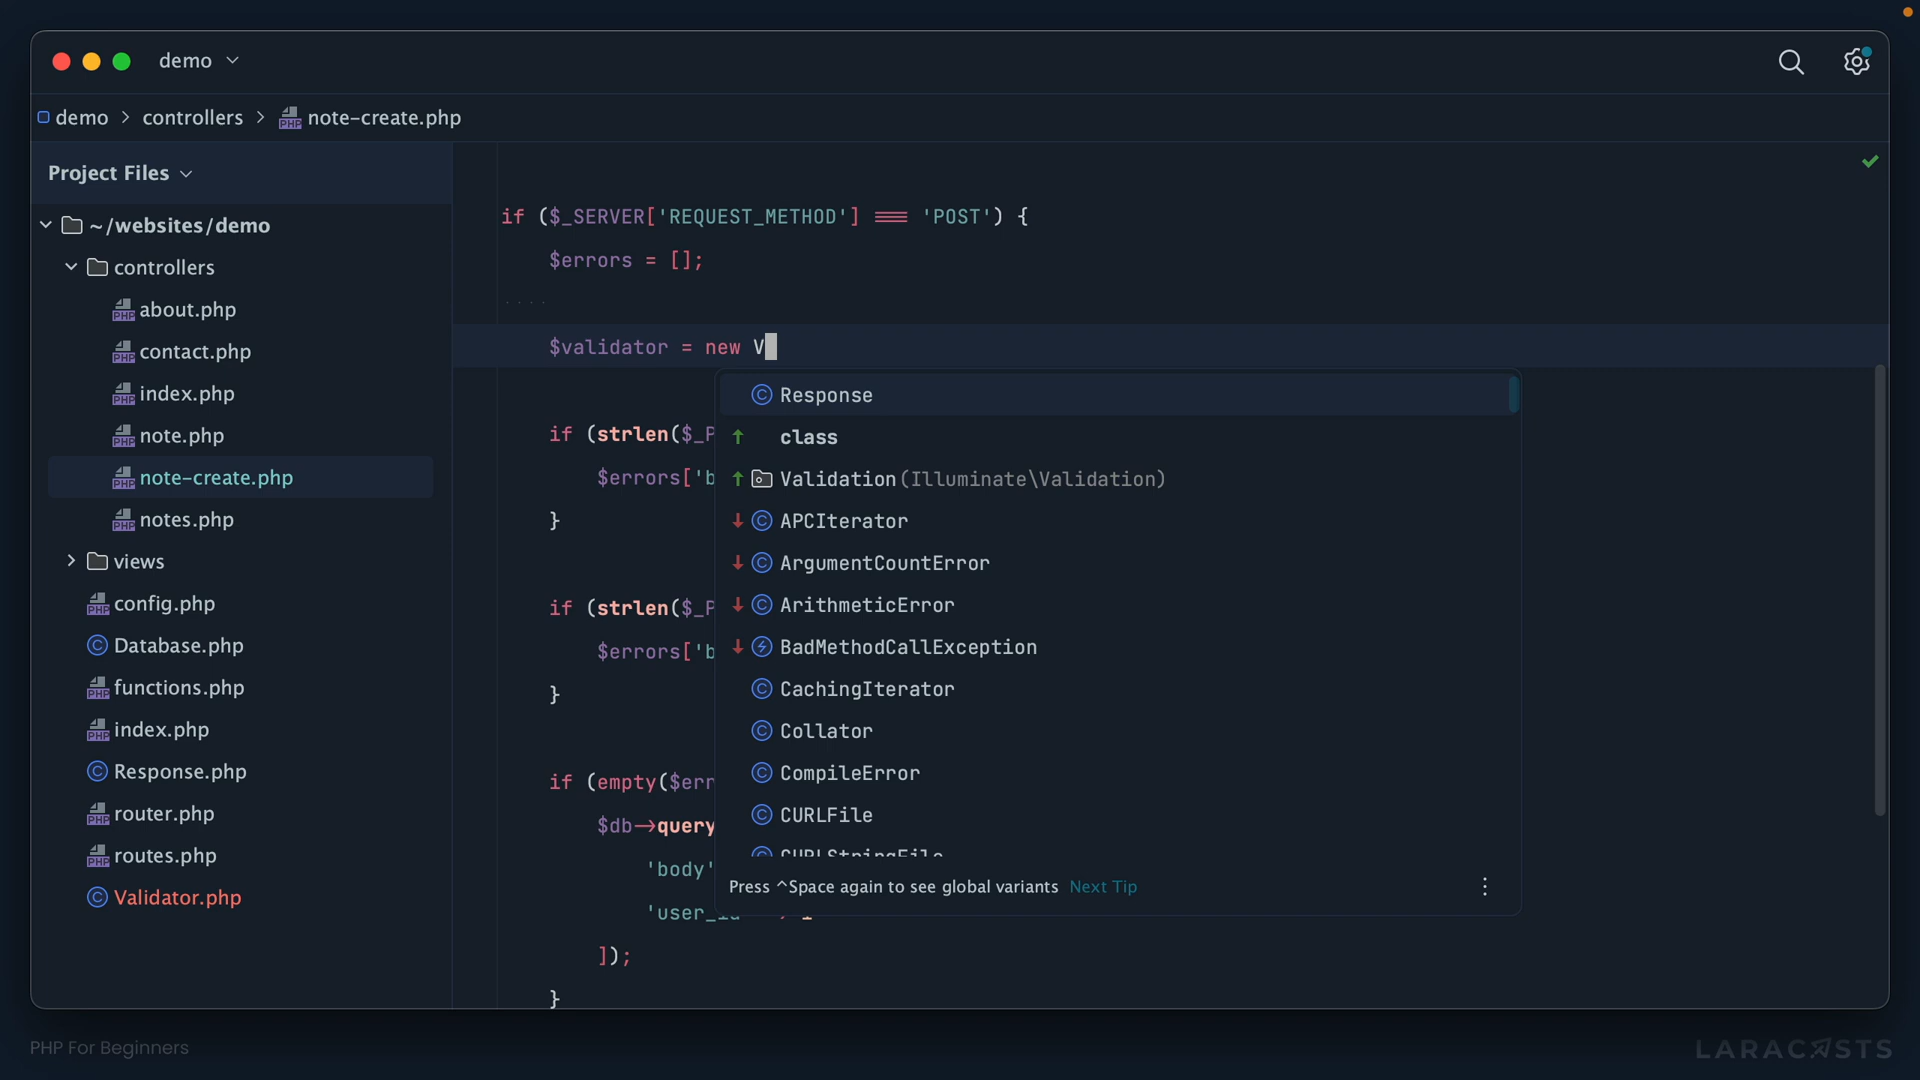 demo
demo > controllers > note-create.php
Project Files
~/websites/demo
controllers
about.php
contact.php
index.php
note.php
note-create.php
notes.php
views
config.php
Database.php
functions.php
index.php
Response.php
router.php
routes.php
Validator.php
if ($_SERVER['REQUEST_METHOD'] === 'POST') {
$errors = [];
$validator = new V
if (strlen($_P
$errors['b
}
if (strlen($_P
$errors['b
}
if (empty($err
$db->query
'body'
]);
}
Response
class
Validation (Illuminate\Validation)
APCIterator
ArgumentCountError
ArithmeticError
BadMethodCallException
CachingIterator
Collator
CompileError
CURLFile
CURLStringFile
Press ^Space again to see global variants Next Tip
PHP For Beginners
LARACASTS